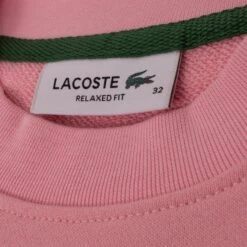 LACOSTE
RELAXED FIT
32